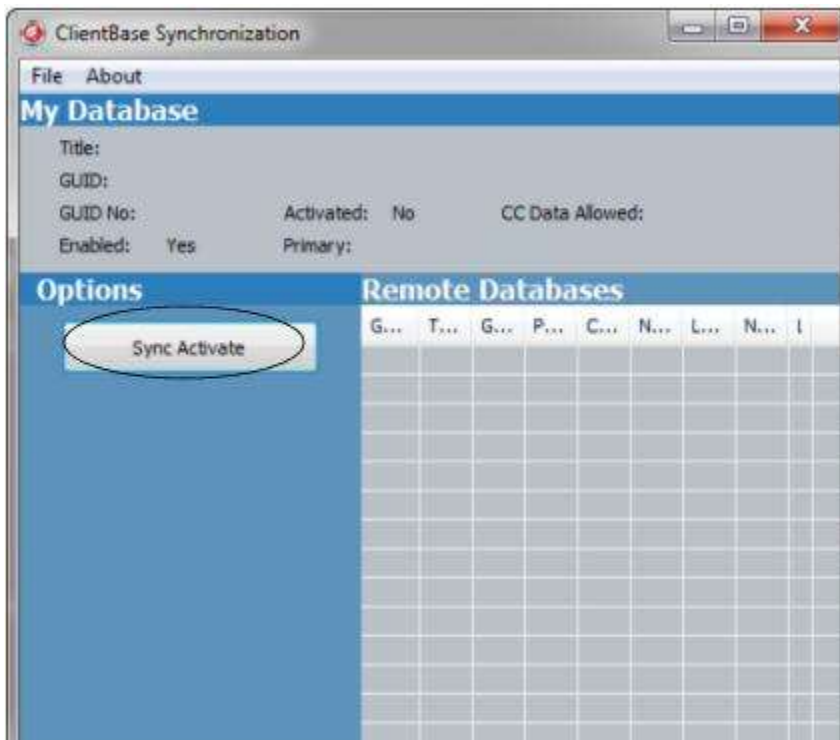 ClientBase Synchronization
File About
My Database
Title:
GUID:
GUID No: Activated: No CC Data Allowed:
Enabled: Yes Primary:
Options
Sync Activate
Remote Databases
G... T... G... P... C... N... L... N... l